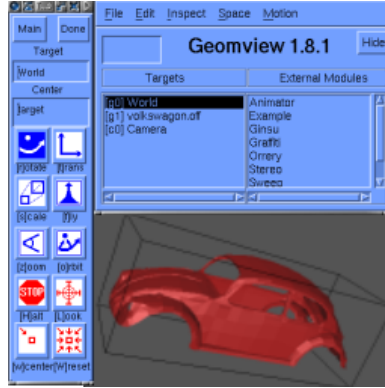 Main Done
Target
World
Center
target
[r]otate [t]rans
[s]cale [f]ly
[z]oom [o]rbit
STOP
[H]alt [L]ook
[w]center [W]reset
File Edit Inspect Space Motion
Geomview 1.8.1
Hide
Targets
[g0] World
[g1] volkswagon.off
[c0] Camera
External Modules
Animator
Example
Ginsu
Graffiti
Orrery
Stereo
Sweep